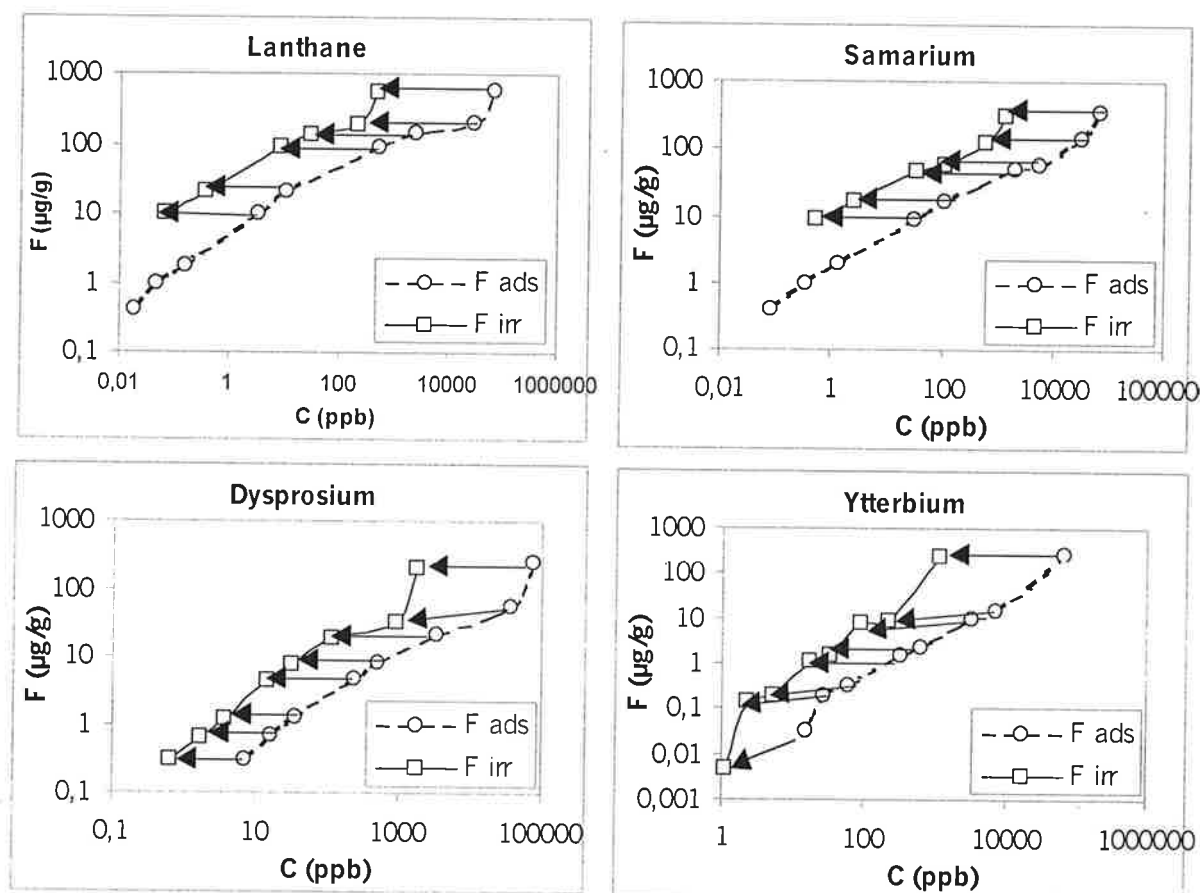 Lanthane
F (µg/g)
1000
100
10
1
0,1
0,01 1 100 10000 1000000
C (ppb)
F ads
F irr
Samarium
F (µg/g)
1000
100
10
1
0,1
0,01 1 100 10000 100000
C (ppb)
F ads
F irr
Dysprosium
F (µg/g)
1000
100
10
1
0,1
0,1 10 1000 100000
C (ppb)
F ads
F irr
Ytterbium
F (µg/g)
1000
100
10
1
0,1
0,01
0,001
1 100 10000 1000000
C (ppb)
F ads
F irr